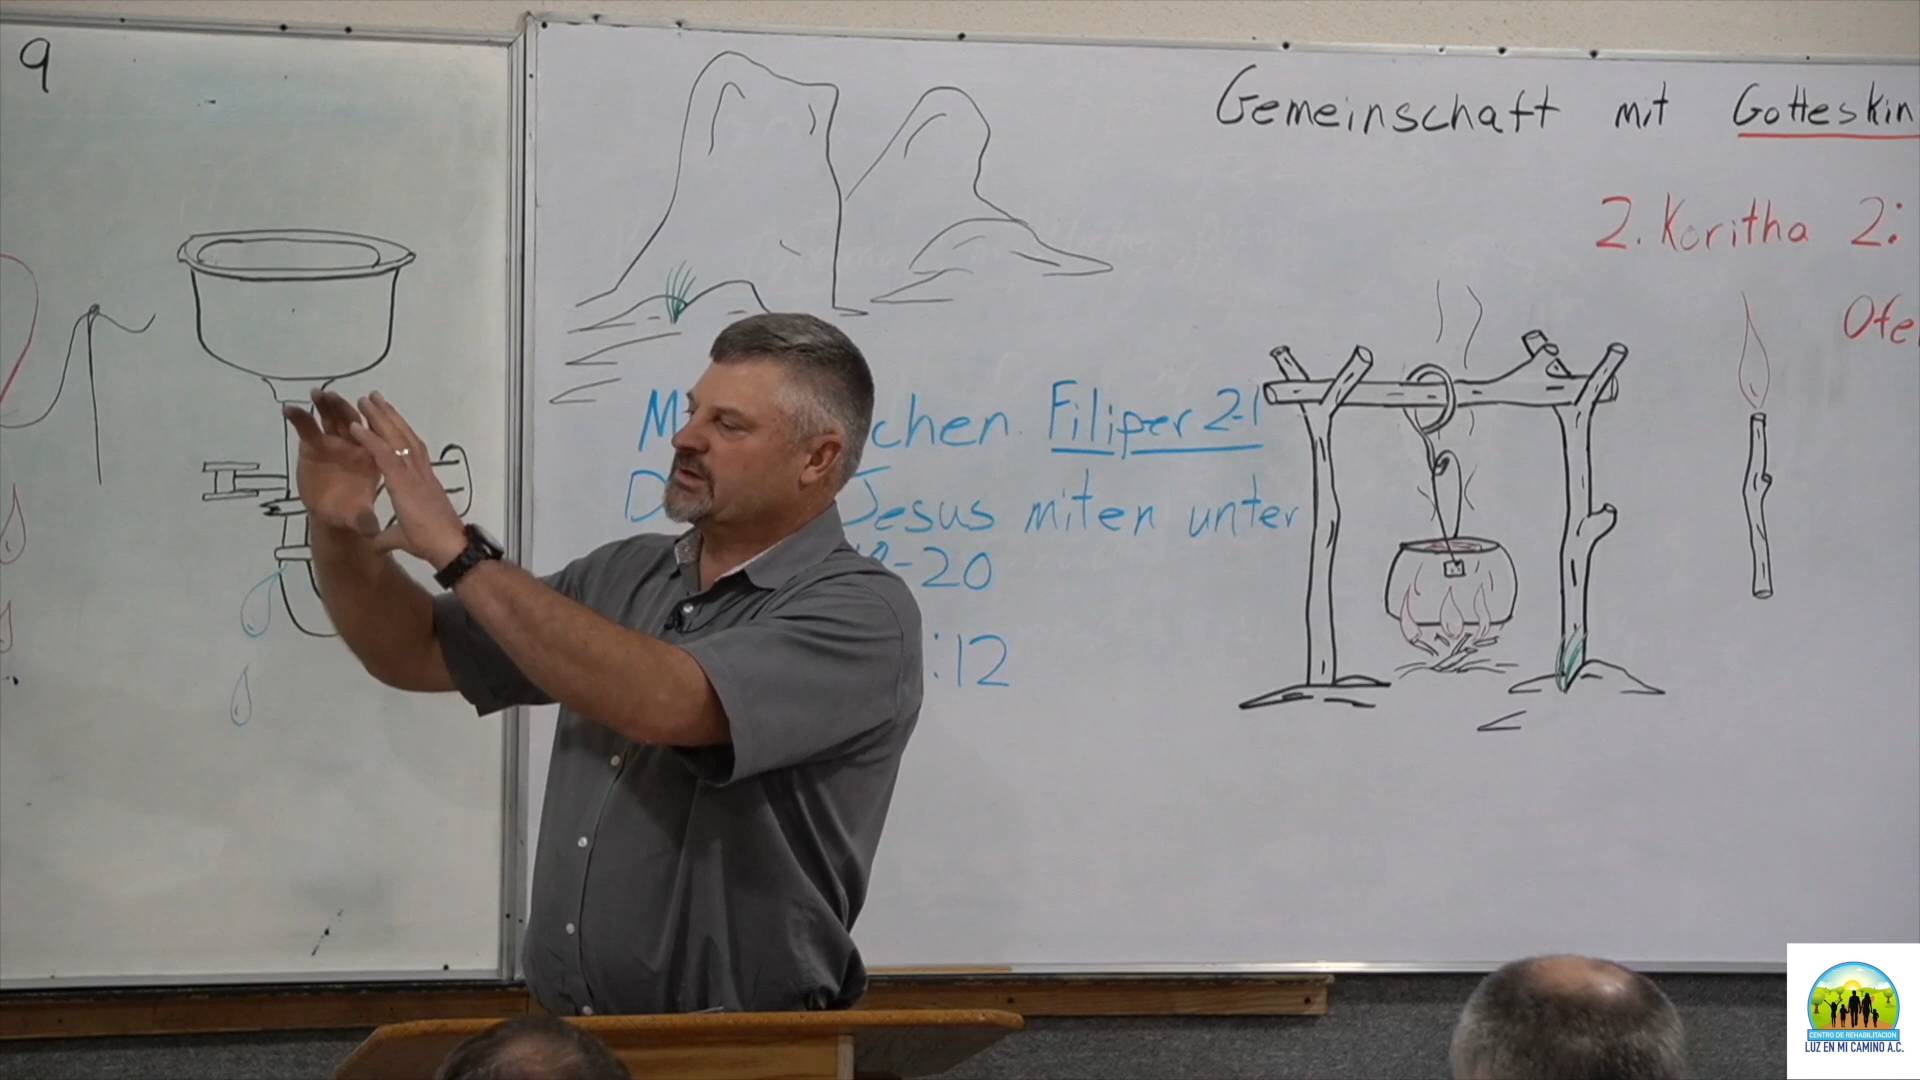 9
Gemeinschaft mit Gotteskin
2. Koritha 2:
Ofe
chen. Filiper 2-1
Jesus miten unter
-20
:12
CENTRO DE REHABILITACION
LUZ EN MI CAMINO A.C.